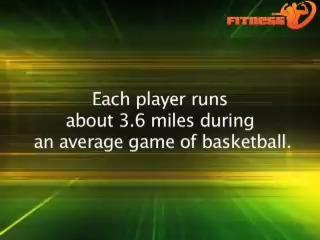 FITNESS
Each player runs
about 3.6 miles during
an average game of basketball.